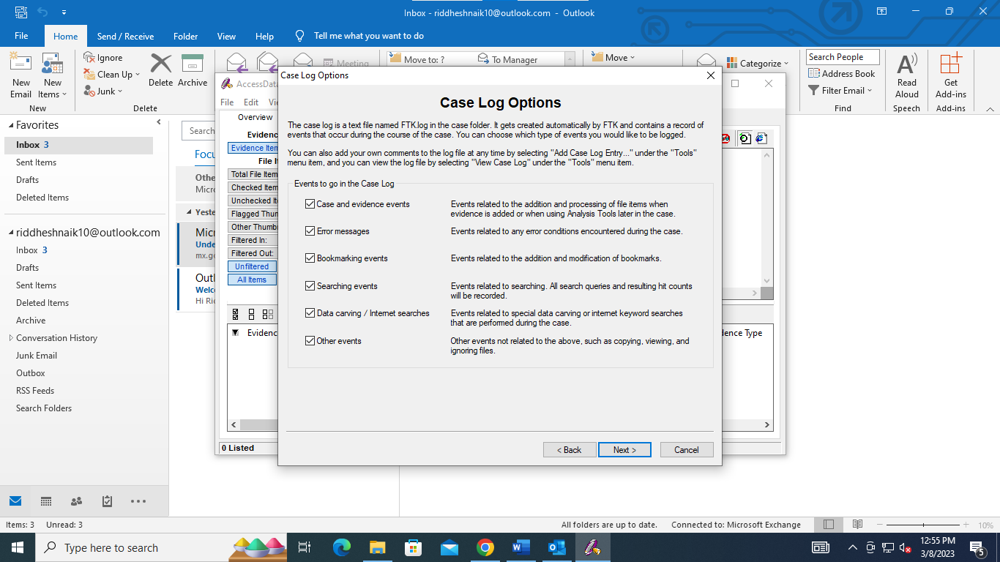 Inbox - riddheshnaik10@outlook.com - Outlook
File Home Send / Receive Folder View Help Tell me what you want to do
New Email
New Items
New
Ignore
Clean Up
Junk
Delete
Archive
Delete
Meeting
Move to: ?
To Manager
Move
Categorize
Search People
Address Book
Filter Email
Find
Read Aloud
Speech
Get Add-ins
Add-ins
Favorites
Inbox 3
Sent Items
Drafts
Deleted Items
riddheshnaik10@outlook.com
Inbox 3
Drafts
Sent Items
Deleted Items
Archive
Conversation History
Junk Email
Outbox
RSS Feeds
Search Folders
Search
Focu
Othe
Micro
Yeste
Micr
Unde
mx.go
Outl
Welco
Hi Rid
AccessData
File Edit Vi
Overview
Evidenc
Evidence Item
File It
Total File Item
Checked Item
Unchecked Ite
Flagged Thun
Other Thumbn
Filtered In:
Filtered Out:
Unfiltered
All Items
Evidenc
dence Type
0 Listed
Case Log Options
Case Log Options
The case log is a text file named FTK.log in the case folder. It gets created automatically by FTK and contains a record of
events that occur during the course of the case. You can choose which type of events you would like to be logged.
You can also add your own comments to the log file at any time by selecting "Add Case Log Entry..." under the "Tools"
menu item, and you can view the log file by selecting "View Case Log" under the "Tools" menu item.
Events to go in the Case Log
Case and evidence events
Events related to the addition and processing of file items when
evidence is added or when using Analysis Tools later in the case.
Error messages
Events related to any error conditions encountered during the case.
Bookmarking events
Events related to the addition and modification of bookmarks.
Searching events
Events related to searching. All search queries and resulting hit counts
will be recorded.
Data carving / Internet searches
Events related to special data carving or internet keyword searches
that are performed during the case.
Other events
Other events not related to the above, such as copying, viewing, and
ignoring files.
< Back Next > Cancel
Items: 3 Unread: 3
All folders are up to date. Connected to: Microsoft Exchange
10%
Type here to search
12:55 PM
3/8/2023
5